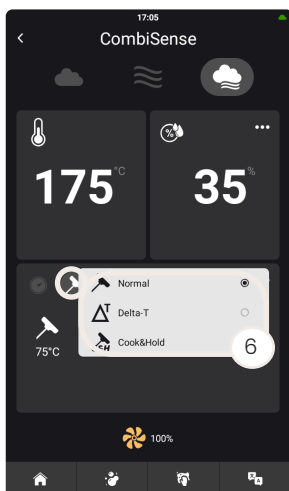 17:05
CombiSense
175 °C
35 %
Normal
Delta-T
Cook&Hold
75°C
6
100%